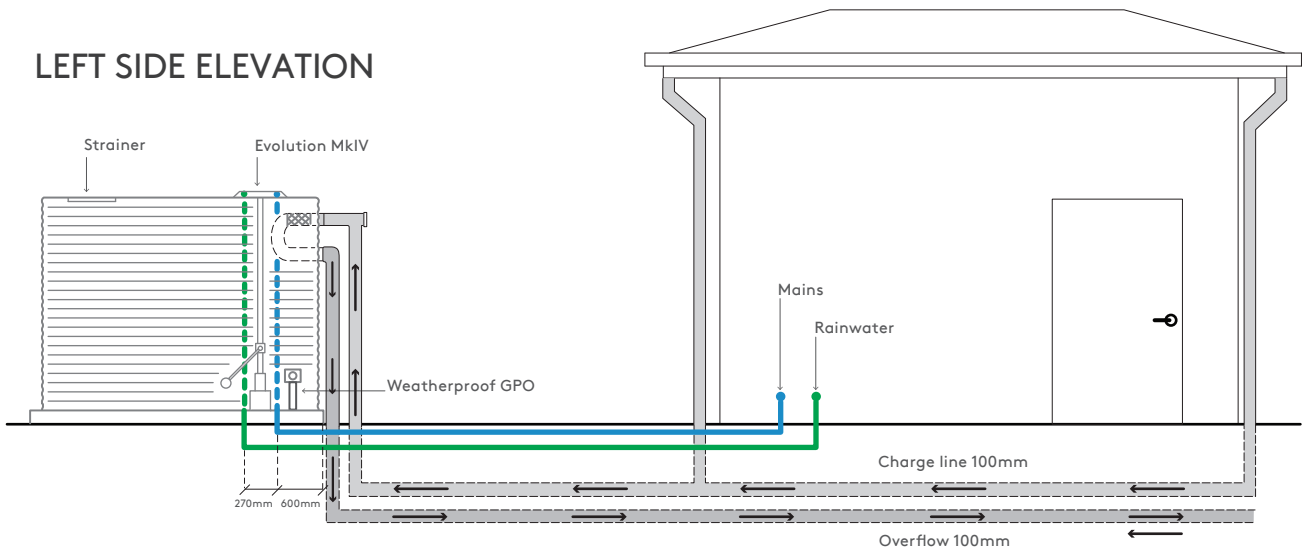 LEFT SIDE ELEVATION
Strainer
Evolution MkIV
Mains
Rainwater
Weatherproof GPO
Charge line 100mm
270mm
600mm
Overflow 100mm